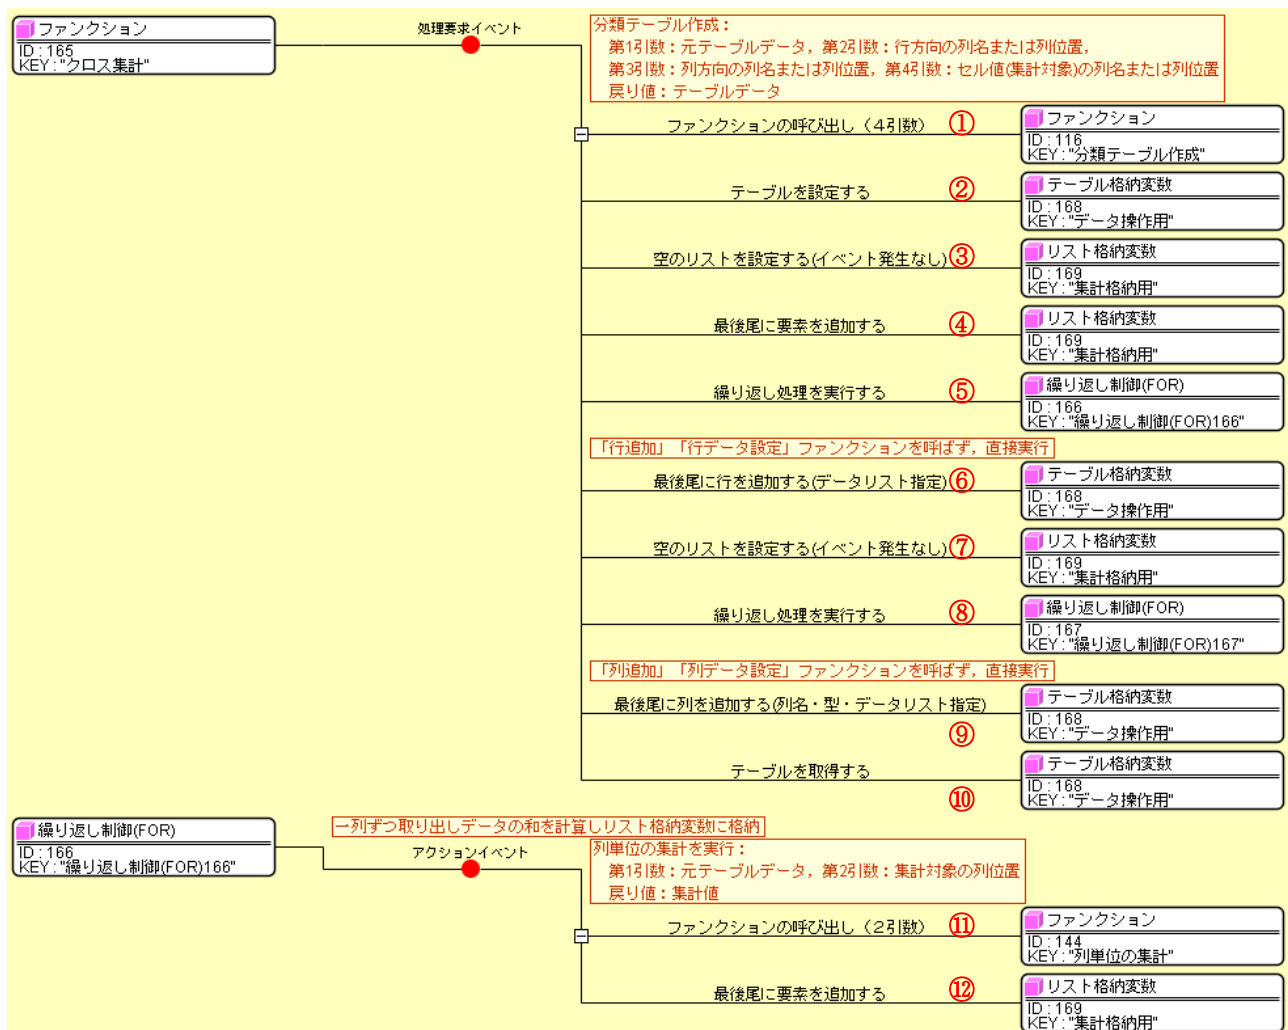 ファンクション
ID : 165
KEY : "クロス集計"
処理要求イベント
分類テーブル作成：
第1引数：元テーブルデータ，第2引数：行方向の列名または列位置，
第3引数：列方向の列名または列位置，第4引数：セル値(集計対象)の列名または列位置
戻り値：テーブルデータ
ファンクションの呼び出し（４引数） ①
ファンクション
ID : 116
KEY : "分類テーブル作成"
テーブルを設定する ②
テーブル格納変数
ID : 168
KEY : "データ操作用"
空のリストを設定する(イベント発生なし) ③
リスト格納変数
ID : 169
KEY : "集計格納用"
最後尾に要素を追加する ④
リスト格納変数
ID : 169
KEY : "集計格納用"
繰り返し処理を実行する ⑤
繰り返し制御(FOR)
ID : 166
KEY : "繰り返し制御(FOR)166"
「行追加」「行データ設定」ファンクションを呼ばず，直接実行
最後尾に行を追加する(データリスト指定) ⑥
テーブル格納変数
ID : 168
KEY : "データ操作用"
空のリストを設定する(イベント発生なし) ⑦
リスト格納変数
ID : 169
KEY : "集計格納用"
繰り返し処理を実行する ⑧
繰り返し制御(FOR)
ID : 167
KEY : "繰り返し制御(FOR)167"
「列追加」「列データ設定」ファンクションを呼ばず，直接実行
最後尾に列を追加する(列名・型・データリスト指定)
⑨
テーブル格納変数
ID : 168
KEY : "データ操作用"
テーブルを取得する
⑩
テーブル格納変数
ID : 168
KEY : "データ操作用"
繰り返し制御(FOR)
ID : 166
KEY : "繰り返し制御(FOR)166"
一列ずつ取り出しデータの和を計算しリスト格納変数に格納
アクションイベント
列単位の集計を実行：
第1引数：元テーブルデータ，第2引数：集計対象の列位置
戻り値：集計値
ファンクションの呼び出し（２引数） ⑪
ファンクション
ID : 144
KEY : "列単位の集計"
最後尾に要素を追加する ⑫
リスト格納変数
ID : 169
KEY : "集計格納用"